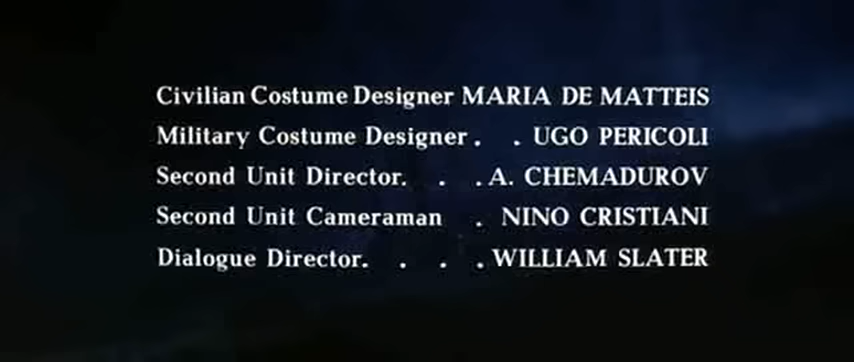 Civilian Costume Designer MARIA DE MATTEIS
Military Costume Designer. . UGO PERICOLI
Second Unit Director. . . A. CHEMADUROV
Second Unit Cameraman . NINO CRISTIANI
Dialogue Director. . . . WILLIAM SLATER